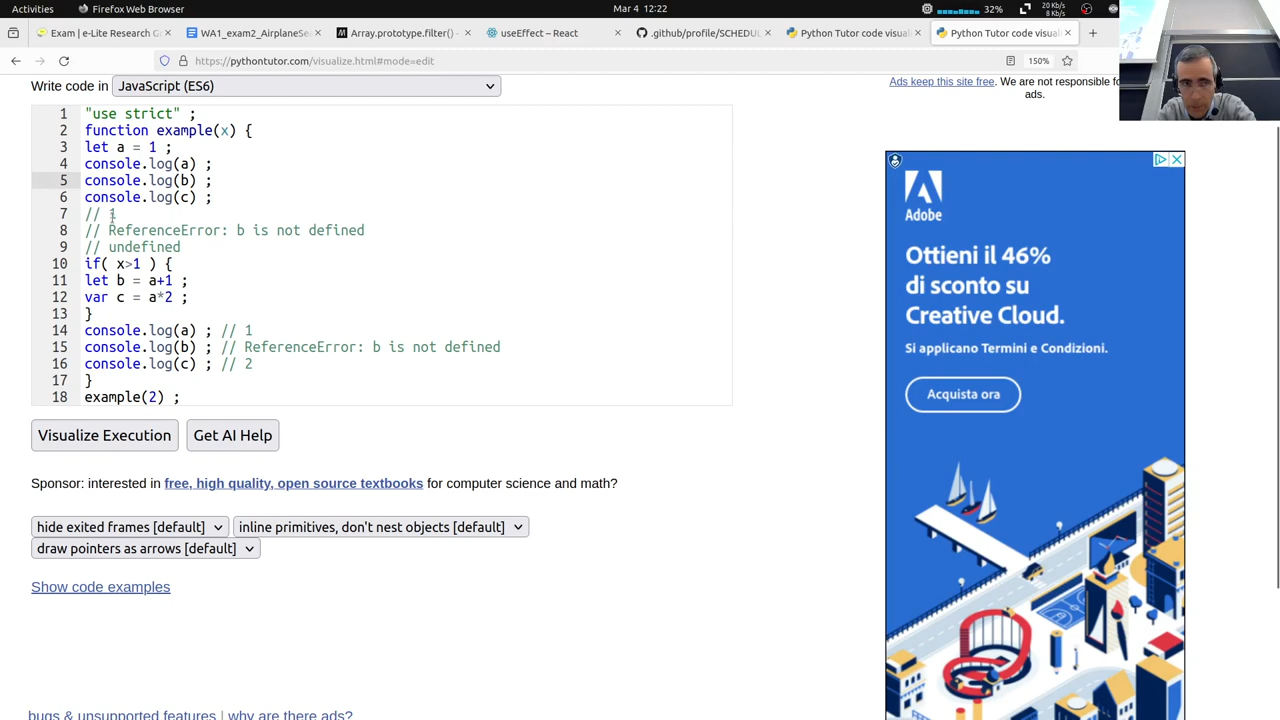 Activities
Firefox Web Browser
Mar 4 12:22
32%
20 Kb/s
8 Kb/s
Exam | e-Lite Research G
WA1_exam2_AirplaneSe
Array.prototype.filter() -
useEffect – React
.github/profile/SCHEDUL
Python Tutor code visual
Python Tutor code visuali
https://pythontutor.com/visualize.html#mode=edit
150%
Write code in
JavaScript (ES6)
Ads keep this site free. We are not responsible fo
ads.
1 "use strict" ;
2 function example(x) {
3 let a = 1 ;
4 console.log(a) ;
5 console.log(b) ;
6 console.log(c) ;
7 // 1
8 // ReferenceError: b is not defined
9 // undefined
10 if( x>1 ) {
11 let b = a+1 ;
12 var c = a*2 ;
13 }
14 console.log(a) ; // 1
15 console.log(b) ; // ReferenceError: b is not defined
16 console.log(c) ; // 2
17 }
18 example(2) ;
Visualize Execution
Get AI Help
Sponsor: interested in free, high quality, open source textbooks for computer science and math?
hide exited frames [default]
inline primitives, don't nest objects [default]
draw pointers as arrows [default]
Show code examples
bugs & unsupported features | why are there ads?
Adobe
Ottieni il 46%
di sconto su
Creative Cloud.
Si applicano Termini e Condizioni.
Acquista ora